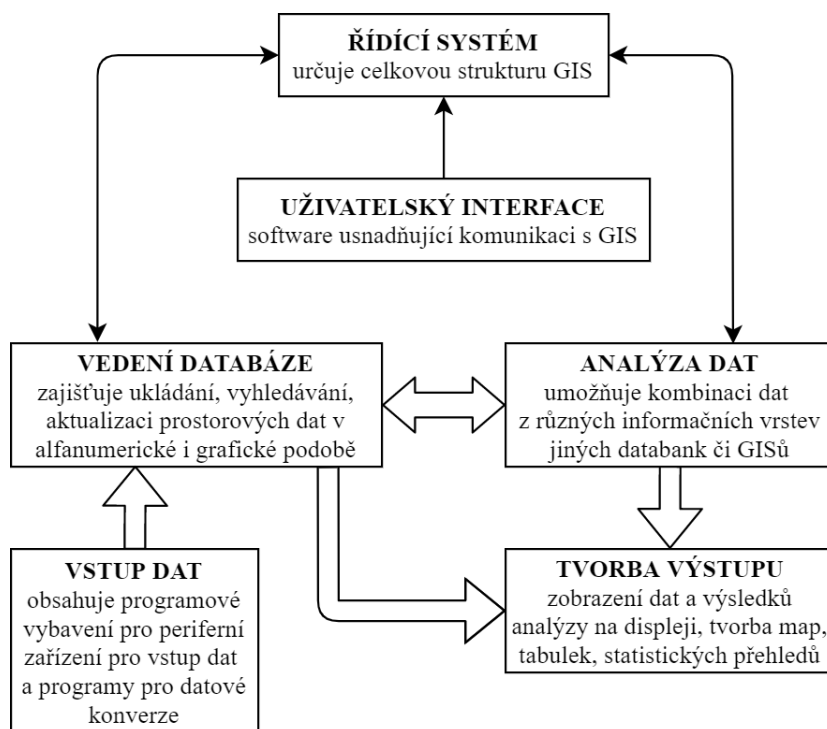 ŘÍDÍCÍ SYSTÉM
určuje celkovou strukturu GIS
UŽIVATELSKÝ INTERFACE
software usnadňující komunikaci s GIS
VEDENÍ DATABÁZE
zajišťuje ukládání, vyhledávání,
aktualizaci prostorových dat v
alfanumerické i grafické podobě
ANALÝZA DAT
umožňuje kombinaci dat
z různých informačních vrstev
jiných databank či GISů
VSTUP DAT
obsahuje programové
vybavení pro periferní
zařízení pro vstup dat
a programy pro datové
konverze
TVORBA VÝSTUPU
zobrazení dat a výsledků
analýzy na displeji, tvorba map,
tabulek, statistických přehledů